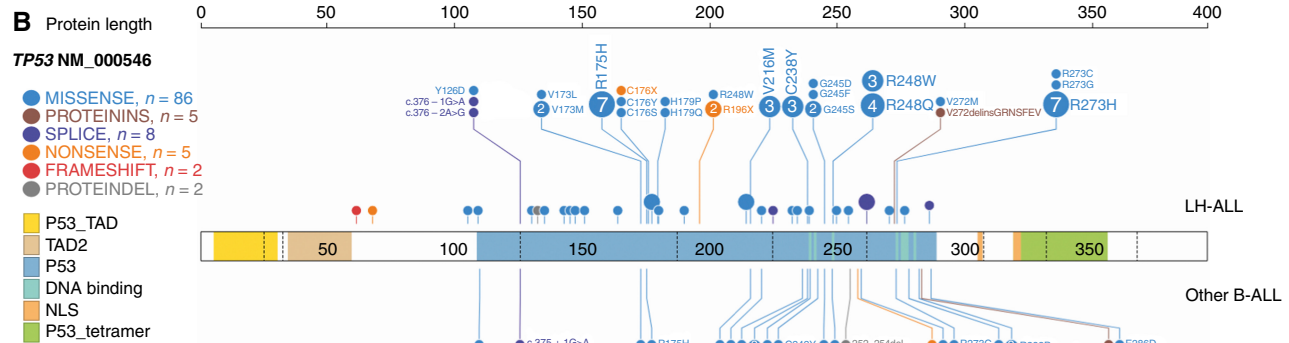 B Protein length
0 50 100 150 200 250 300 350 400
TP53 NM_000546
MISSENSE, n = 86
PROTEININS, n = 5
SPLICE, n = 8
NONSENSE, n = 5
FRAMESHIFT, n = 2
PROTEINDEL, n = 2
P53_TAD
TAD2
P53
DNA binding
NLS
P53_tetramer
Y126D
c.376 – 1G>A
c.376 – 2A>G
V173L
2 V173M
7 R175H
C176X
C176Y
C176S
H179P
H179Q
R248W
2 R196X
3 V216M
3 C238Y
G245D
G245F
2 G245S
3 R248W
4 R248Q
V272M
V272delinsGRNSFEV
R273C
R273G
7 R273H
LH-ALL
50 100 150 200 250 300 350
Other B-ALL
c.375 + 1G>A
R175H